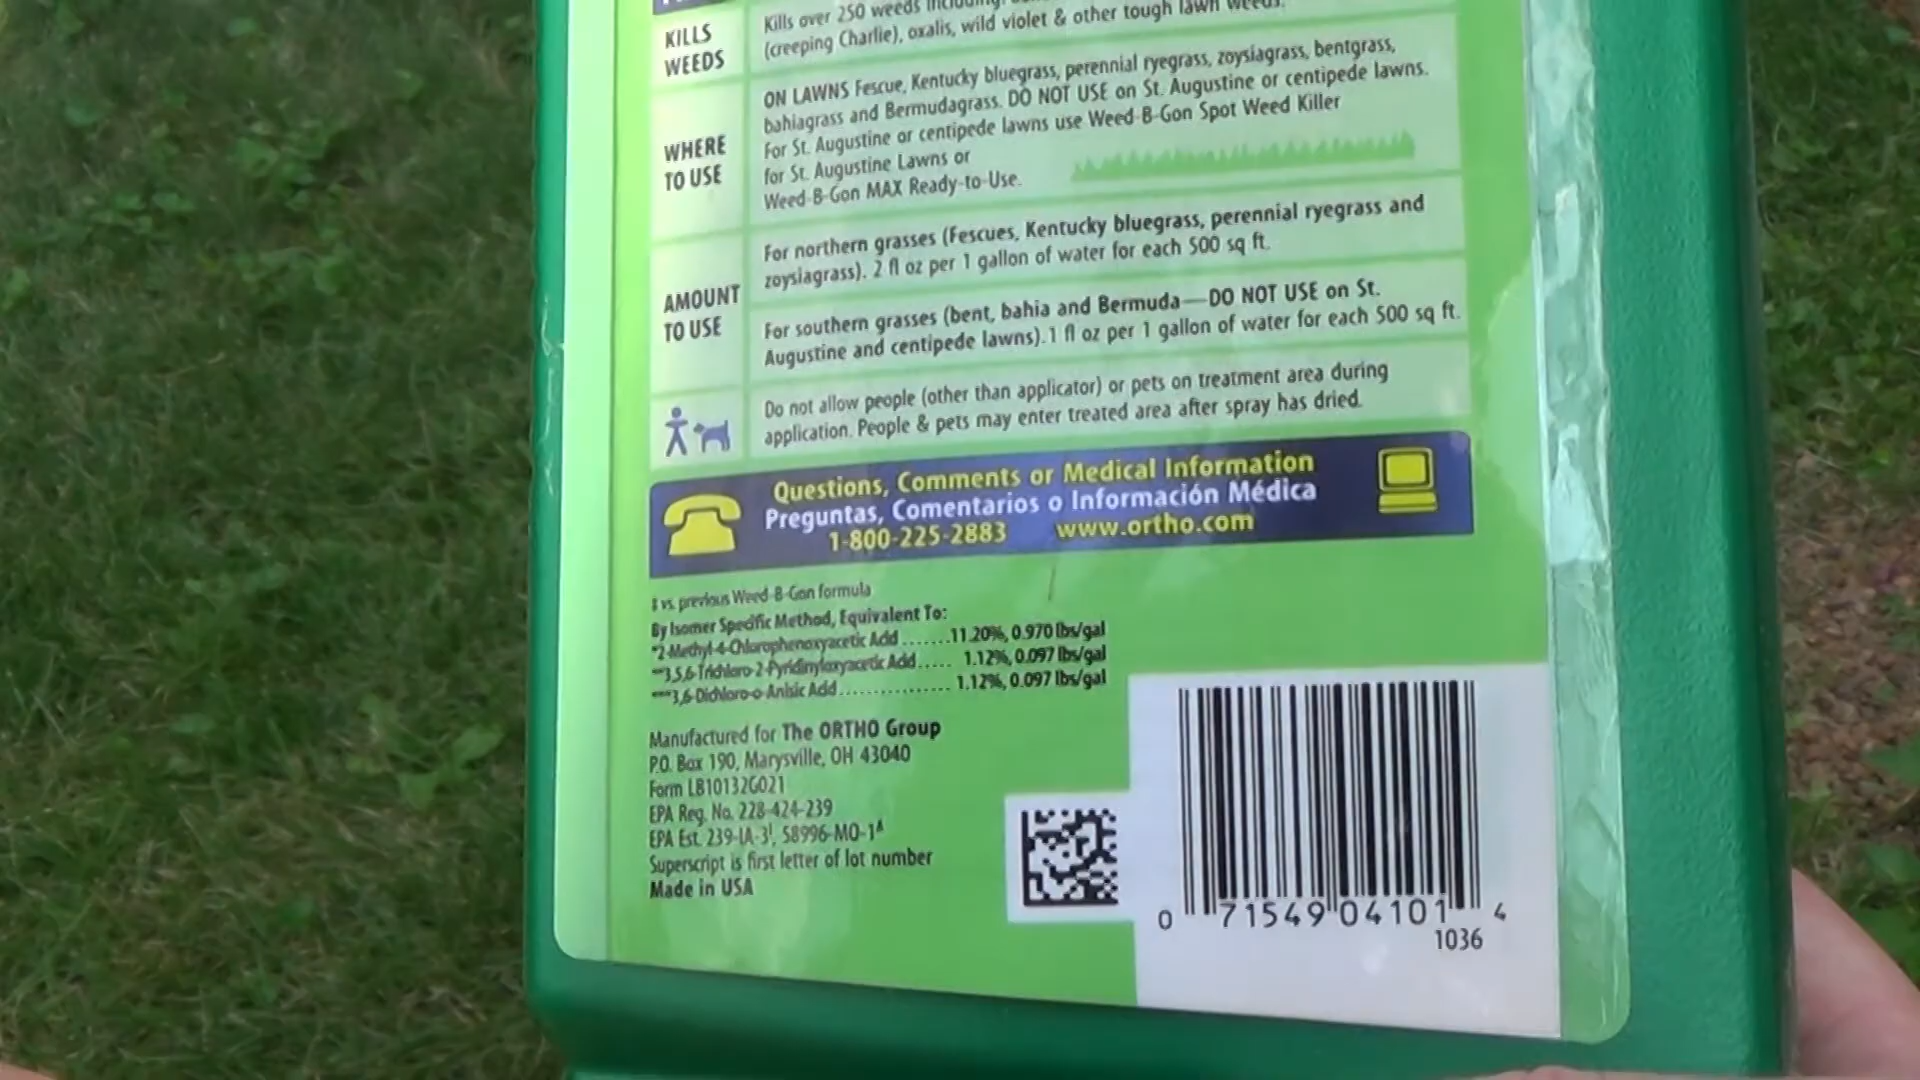 KILLS
WEEDS
Kills over 250 weeds including:
(creeping Charlie), oxalis, wild violet & other tough lawn weeds.
WHERE
TO USE
ON LAWNS Fescue, Kentucky bluegrass, perennial ryegrass, zoysiagrass, bentgrass,
bahiagrass and Bermudagrass. DO NOT USE on St. Augustine or centipede lawns.
For St. Augustine or centipede lawns use Weed-B-Gon Spot Weed Killer
for St. Augustine Lawns or
Weed-B-Gon MAX Ready-to-Use.
AMOUNT
TO USE
For northern grasses (Fescues, Kentucky bluegrass, perennial ryegrass and
zoysiagrass). 2 fl oz per 1 gallon of water for each 500 sq ft.
For southern grasses (bent, bahia and Bermuda—DO NOT USE on St.
Augustine and centipede lawns). 1 fl oz per 1 gallon of water for each 500 sq ft.
Do not allow people (other than applicator) or pets on treatment area during
application. People & pets may enter treated area after spray has dried.
Questions, Comments or Medical Information
Preguntas, Comentarios o Información Médica
1-800-225-2883 www.ortho.com
‡ vs. previous Weed-B-Gon formula
By Isomer Specific Method, Equivalent To:
*2-Methyl-4-Chlorophenoxyacetic Acid .......11.20%, 0.970 lbs/gal
**3,5,6-Trichloro-2-Pyridinyloxyacetic Acid..... 1.12%, 0.097 lbs/gal
***3,6-Dichloro-o-Anisic Acid................ 1.12%, 0.097 lbs/gal
Manufactured for The ORTHO Group
P.O. Box 190, Marysville, OH 43040
Form LB10132G021
EPA Reg. No. 228-424-239
EPA Est. 239-IA-3I, 58996-MO-1A
Superscript is first letter of lot number
Made in USA
0 71549 04101 4
1036